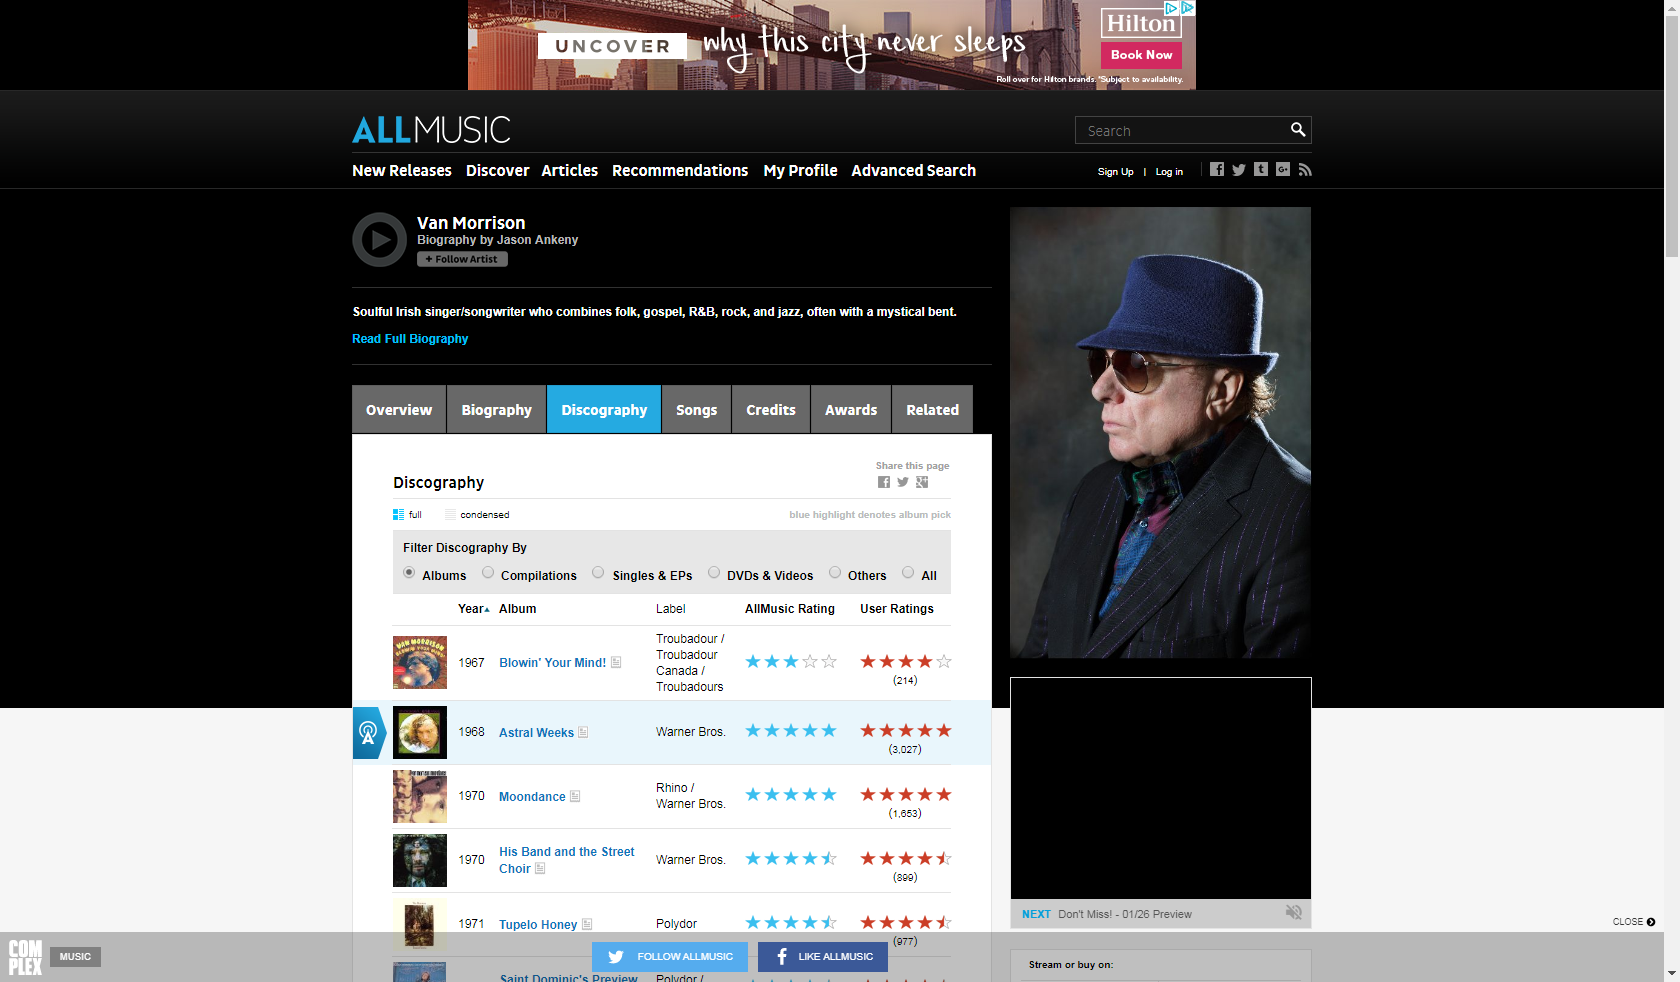 UNCOVER why this city never sleeps
Hilton
Book Now
Roll over for Hilton brands. *Subject to availability.
ALLMUSIC
Search
New Releases Discover Articles Recommendations My Profile Advanced Search
Sign Up | Log in
Van Morrison
Biography by Jason Ankeny
+ Follow Artist
Soulful Irish singer/songwriter who combines folk, gospel, R&B, rock, and jazz, often with a mystical bent.
Read Full Biography
Overview Biography Discography Songs Credits Awards Related
Share this page
Discography
full condensed blue highlight denotes album pick
Filter Discography By
Albums Compilations Singles & EPs DVDs & Videos Others All
Year Album Label AllMusic Rating User Ratings
VAN MORRISON
BLOWIN' YOUR MIND!
1967 Blowin' Your Mind!
Troubadour /
Troubadour
Canada /
Troubadours
(214)
1968 Astral Weeks Warner Bros.
(3,027)
1970 Moondance
Rhino /
Warner Bros.
(1,653)
1970
His Band and the Street
Choir
Warner Bros.
(899)
1971 Tupelo Honey Polydor
(977)
Saint Dominic's Preview Polydor /
NEXT Don't Miss! - 01/26 Preview
CLOSE
Stream or buy on:
COMPLEX
MUSIC
FOLLOW ALLMUSIC
LIKE ALLMUSIC